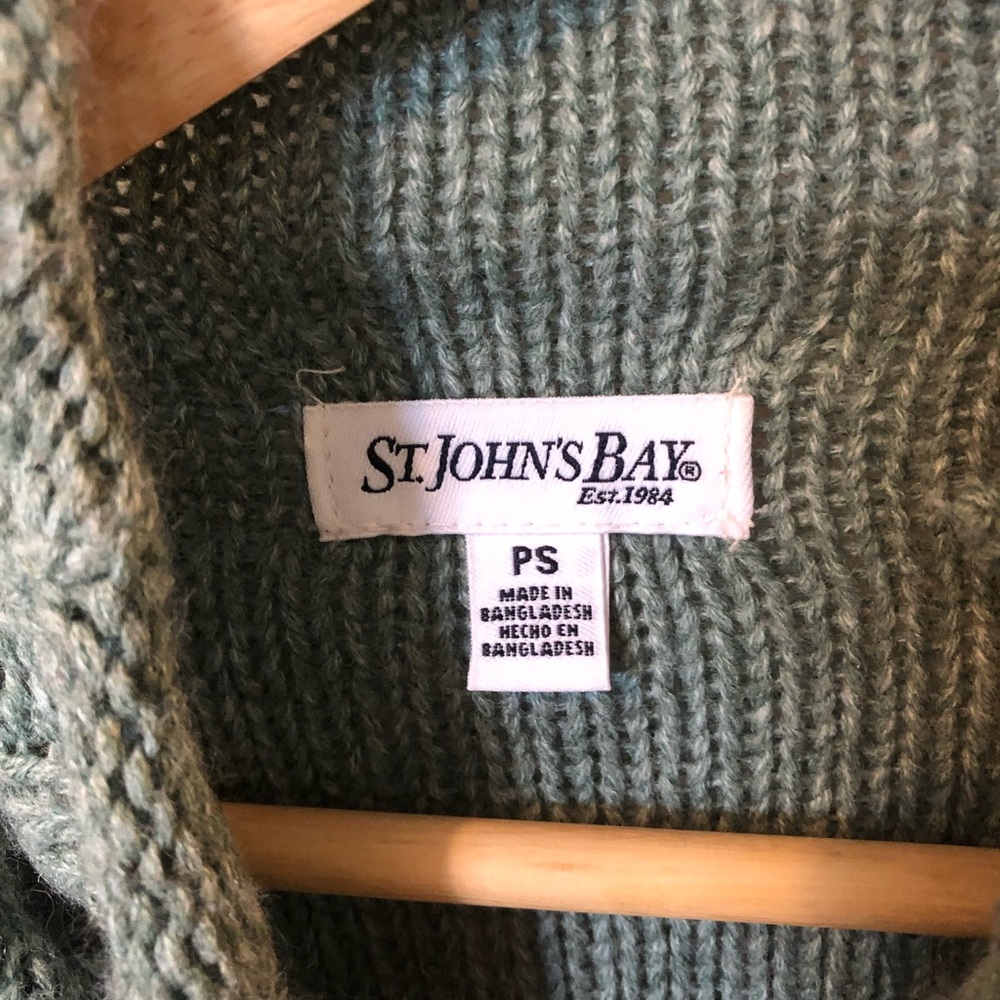 ST. JOHN'S BAY®
Est.1984
PS
MADE IN
BANGLADESH
HECHO EN
BANGLADESH